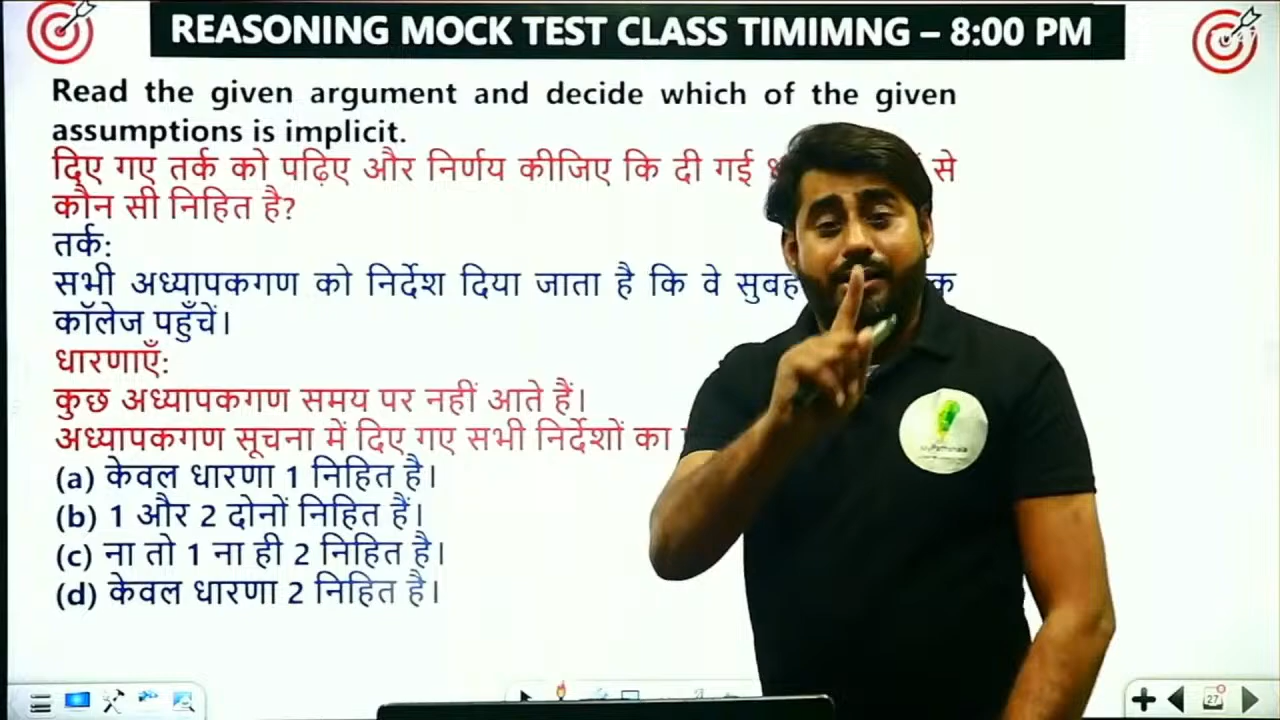 REASONING MOCK TEST CLASS TIMIMNG – 8:00 PM
Read the given argument and decide which of the given
assumptions is implicit.
दिए गए तर्क को पढ़िए और निर्णय कीजिए कि दी गई से
कौन सी निहित है?
तर्क:
सभी अध्यापकगण को निर्देश दिया जाता है कि वे सुबह
कॉलेज पहुँचें।
धारणाएँ:
कुछ अध्यापकगण समय पर नहीं आते हैं।
अध्यापकगण सूचना में दिए गए सभी निर्देशों का
(a) केवल धारणा 1 निहित है।
(b) 1 और 2 दोनों निहित हैं।
(c) ना तो 1 ना ही 2 निहित है।
(d) केवल धारणा 2 निहित है।
27